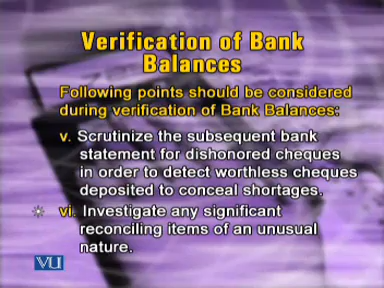 Verification of Bank
Balances
Following points should be considered
during verification of Bank Balances:
v. Scrutinize the subsequent bank
statement for dishonored cheques
in order to detect worthless cheques
deposited to conceal shortages.
vi. Investigate any significant
reconciling items of an unusual
nature.
VU